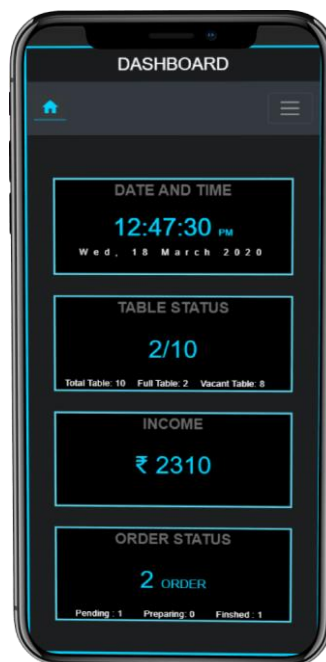 DASHBOARD
DATE AND TIME
12:47:30 PM
Wed, 18 March 2020
TABLE STATUS
2/10
Total Table: 10 Full Table: 2 Vacant Table: 8
INCOME
₹ 2310
ORDER STATUS
2 ORDER
Pending : 1 Preparing: 0 Finshed : 1